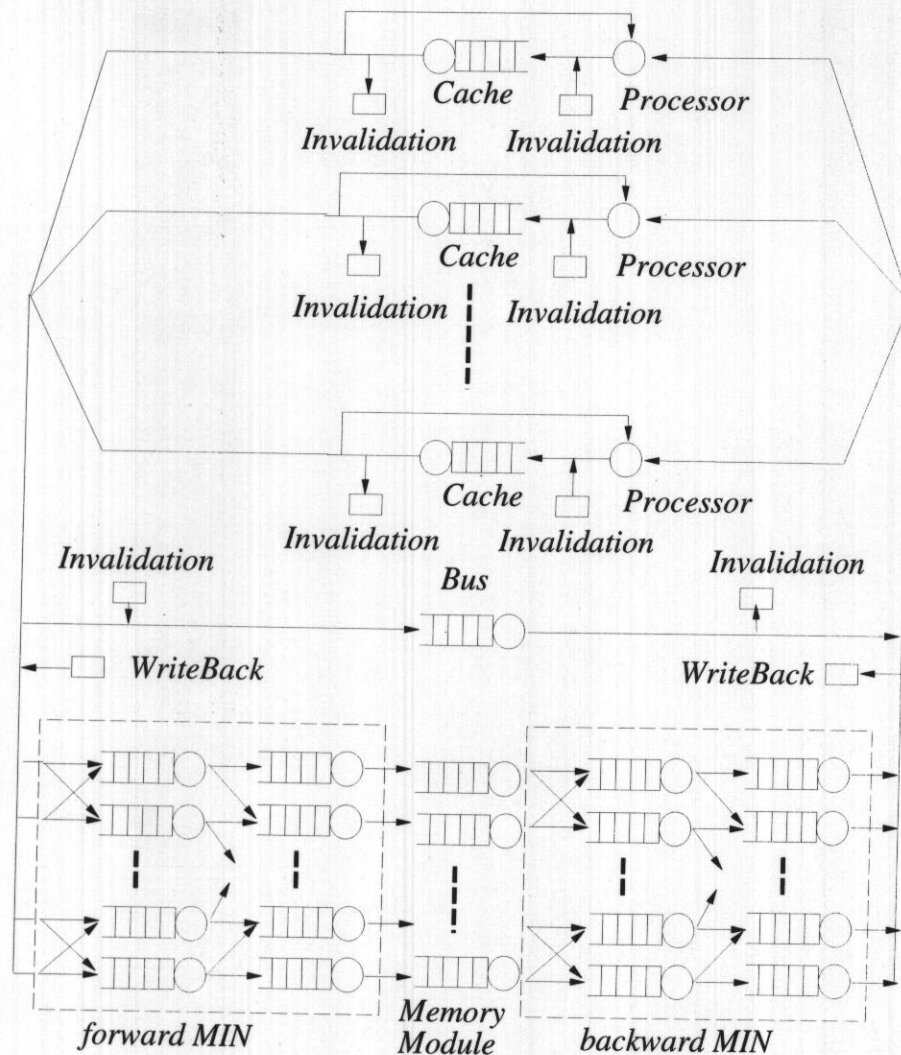 Cache
Processor
Invalidation
Invalidation
Cache
Processor
Invalidation
Invalidation
Cache
Processor
Invalidation
Invalidation
Invalidation
Bus
Invalidation
WriteBack
WriteBack
forward MIN
Memory
Module
backward MIN